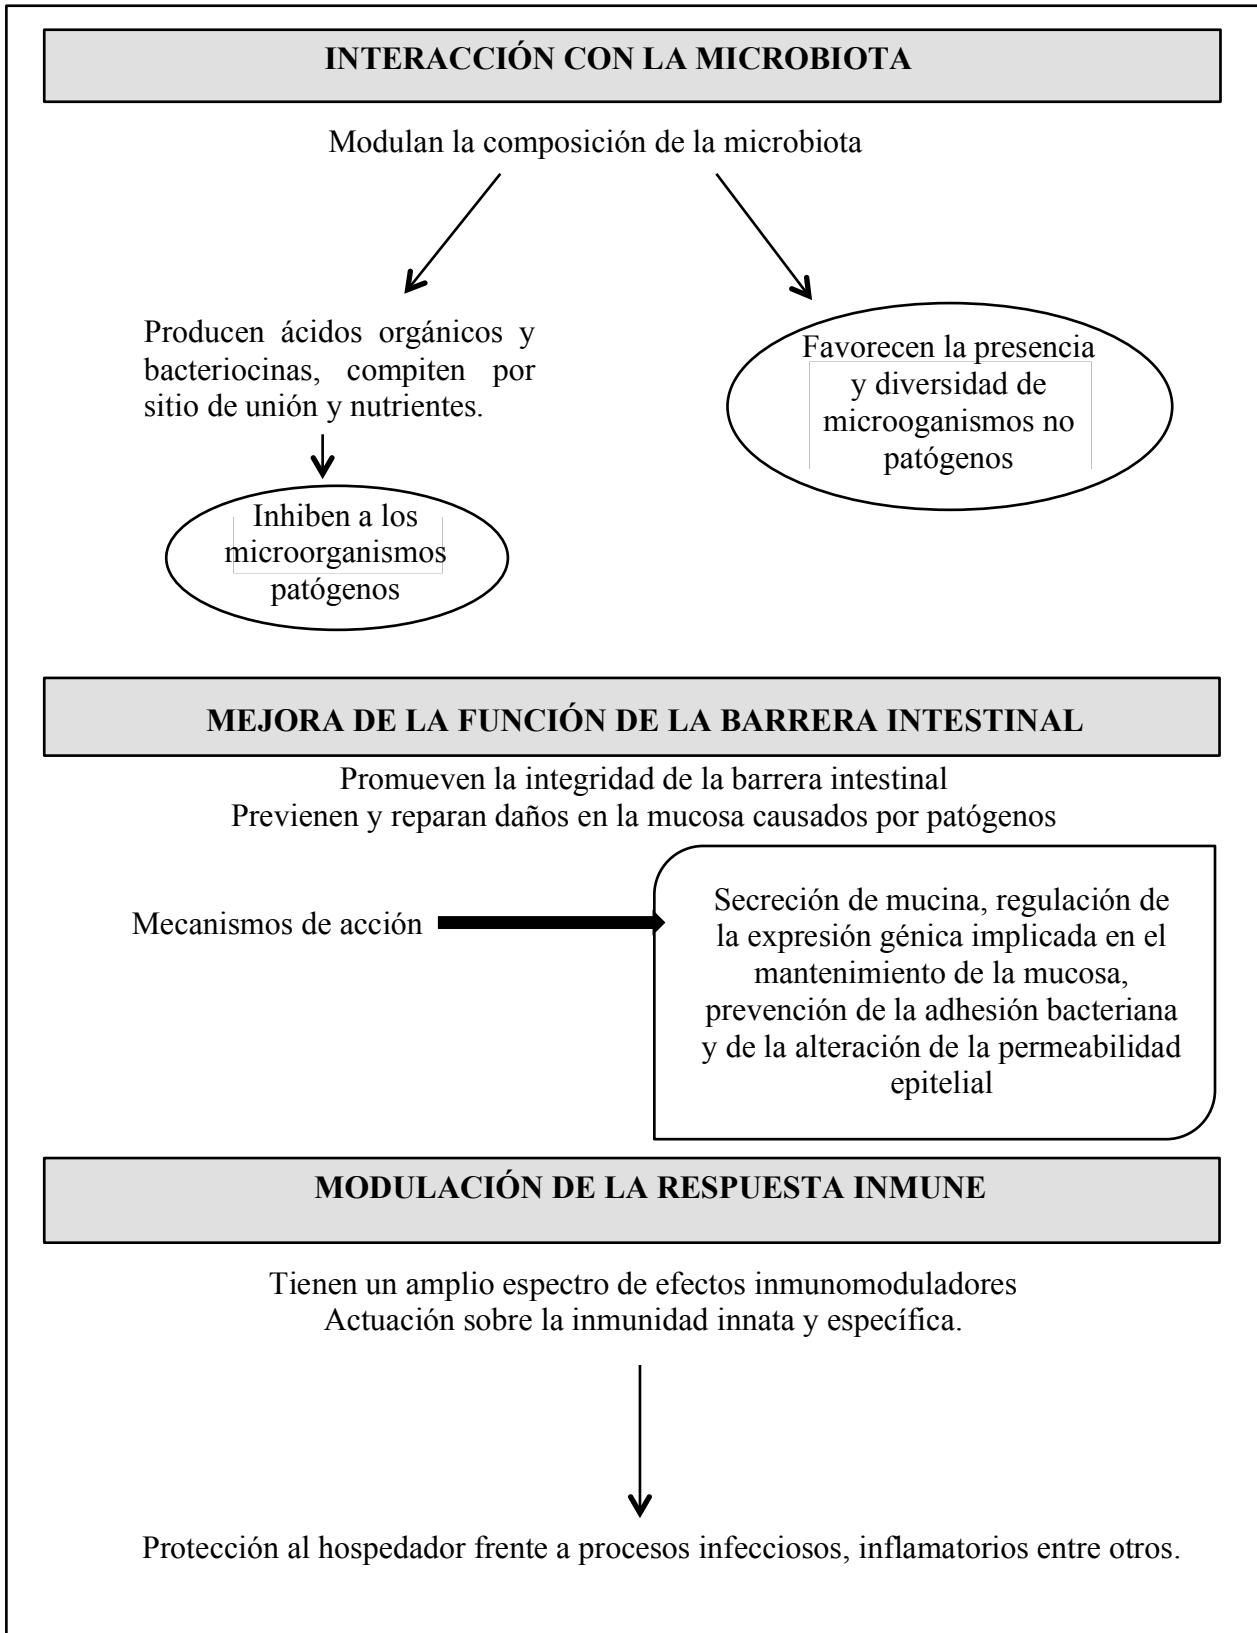 INTERACCIÓN CON LA MICROBIOTA
Modulan la composición de la microbiota
Producen ácidos orgánicos y
bacteriocinas, compiten por
sitio de unión y nutrientes.
Inhiben a los
microorganismos
patógenos
Favorecen la presencia
y diversidad de
microoganismos no
patógenos
MEJORA DE LA FUNCIÓN DE LA BARRERA INTESTINAL
Promueven la integridad de la barrera intestinal
Previenen y reparan daños en la mucosa causados por patógenos
Mecanismos de acción
Secreción de mucina, regulación de
la expresión génica implicada en el
mantenimiento de la mucosa,
prevención de la adhesión bacteriana
y de la alteración de la permeabilidad
epitelial
MODULACIÓN DE LA RESPUESTA INMUNE
Tienen un amplio espectro de efectos inmunomoduladores
Actuación sobre la inmunidad innata y específica.
Protección al hospedador frente a procesos infecciosos, inflamatorios entre otros.